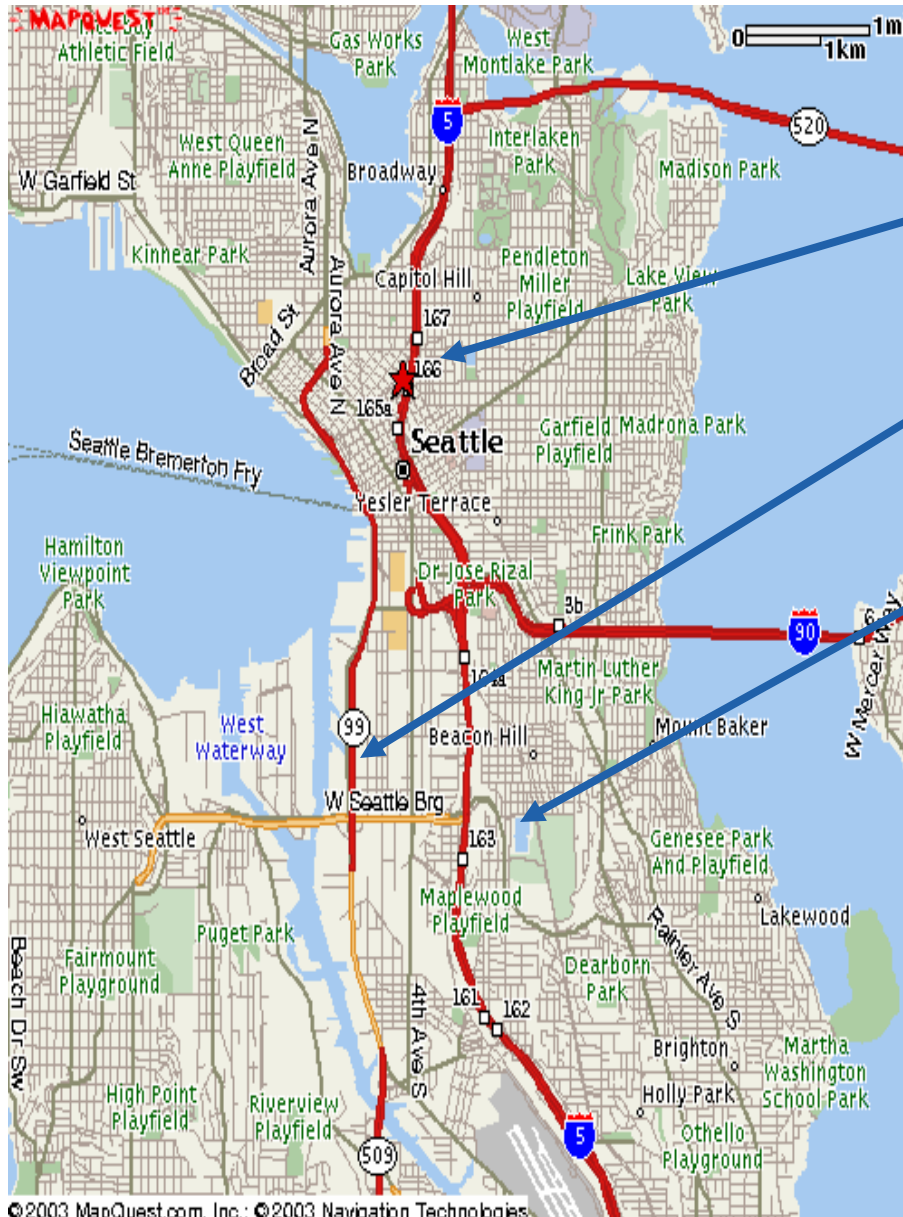 MAPQUEST
Athletic Field
Gas Works
Park
West
Montlake Park
0 1m
1km
5
520
West Queen
Anne Playfield
Aurora Ave N
Interlaken
Park
Madison Park
W Garfield St
Broadway
Kinnear Park
Aurora Ave N
Capitol Hill
Pendleton
Miller
Playfield
Lake View
Park
Broad St
167
166
165a
Seattle
Garfield
Playfield
Madrona Park
Seattle Bremerton Fry
Yesler Terrace
Frink Park
Hamilton
Viewpoint
Park
Dr Jose Rizal
Park
3b
90
6
W Mercer Way
Martin Luther
King Jr Park
Hiawatha
Playfield
West
Waterway
99
Beacon Hill
Mount Baker
W Seattle Brg
West Seattle
163
Genesee Park
And Playfield
Maplewood
Playfield
Lakewood
Puget Park
Rainier Ave S
Fairmount
Playground
Beach Dr Sw
4th Ave S
161
162
Dearborn
Park
Brighton
Martha
Washington
School Park
High Point
Playfield
Riverview
Playfield
Holly Park
Othello
Playground
509
5
©2003 MapQuest.com, Inc.; ©2003 Navigation Technologies